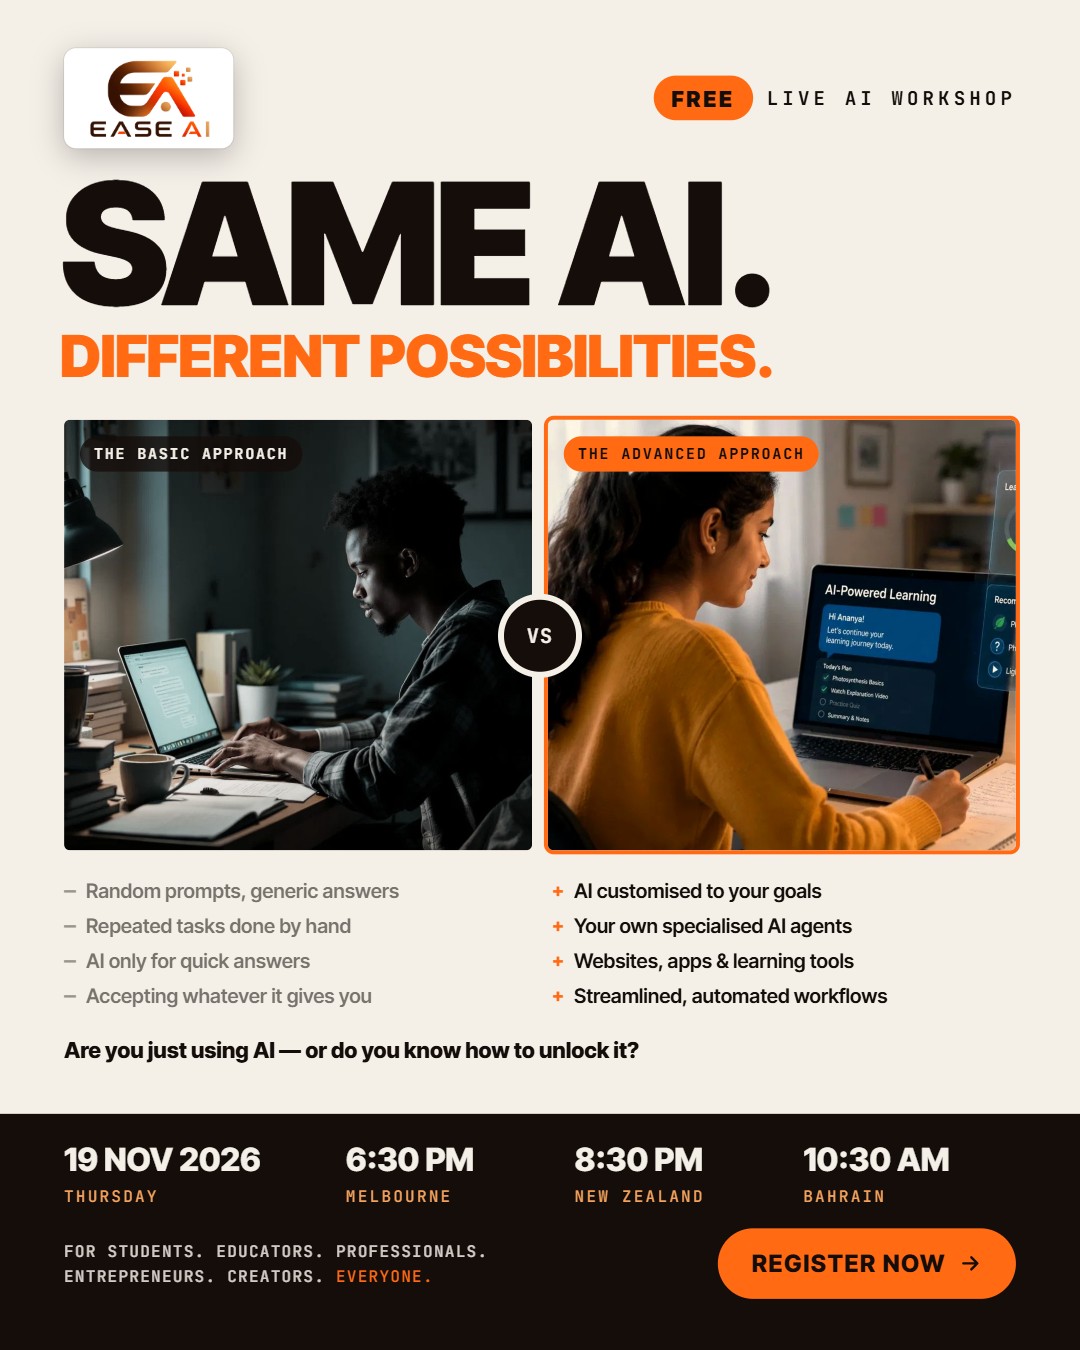 EASE AI
FREE LIVE AI WORKSHOP
SAME AI.
DIFFERENT POSSIBILITIES.
THE BASIC APPROACH
THE ADVANCED APPROACH
AI-Powered Learning
Hi Ananya!
Let's continue your
learning journey today.
Today's Plan
Photosynthesis Basics
Watch Explanation Video
Practice Quiz
Summary & Notes
VS
— Random prompts, generic answers
— Repeated tasks done by hand
— AI only for quick answers
— Accepting whatever it gives you
+ AI customised to your goals
+ Your own specialised AI agents
+ Websites, apps & learning tools
+ Streamlined, automated workflows
Are you just using AI — or do you know how to unlock it?
19 NOV 2026
THURSDAY
6:30 PM
MELBOURNE
8:30 PM
NEW ZEALAND
10:30 AM
BAHRAIN
FOR STUDENTS. EDUCATORS. PROFESSIONALS.
ENTREPRENEURS. CREATORS. EVERYONE.
REGISTER NOW →